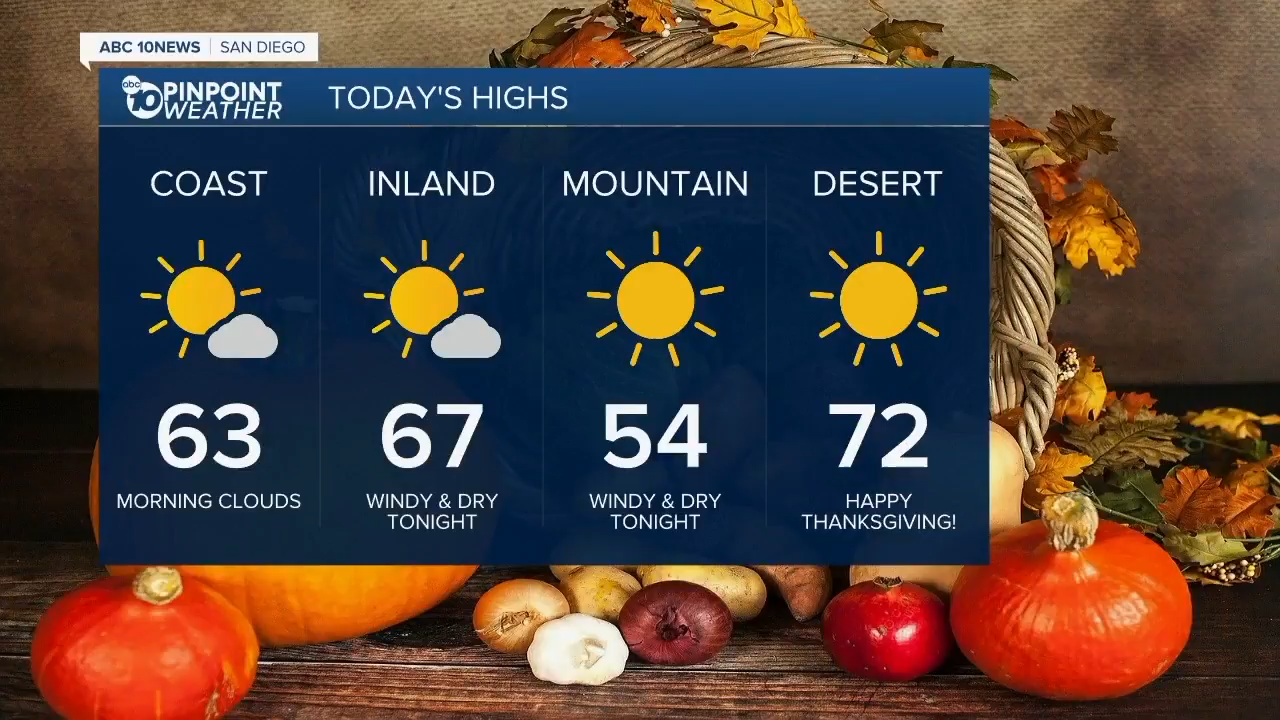 ABC 10NEWS | SAN DIEGO
abc 10 PINPOINT WEATHER
TODAY'S HIGHS
COAST
63
MORNING CLOUDS
INLAND
67
WINDY & DRY
TONIGHT
MOUNTAIN
54
WINDY & DRY
TONIGHT
DESERT
72
HAPPY
THANKSGIVING!